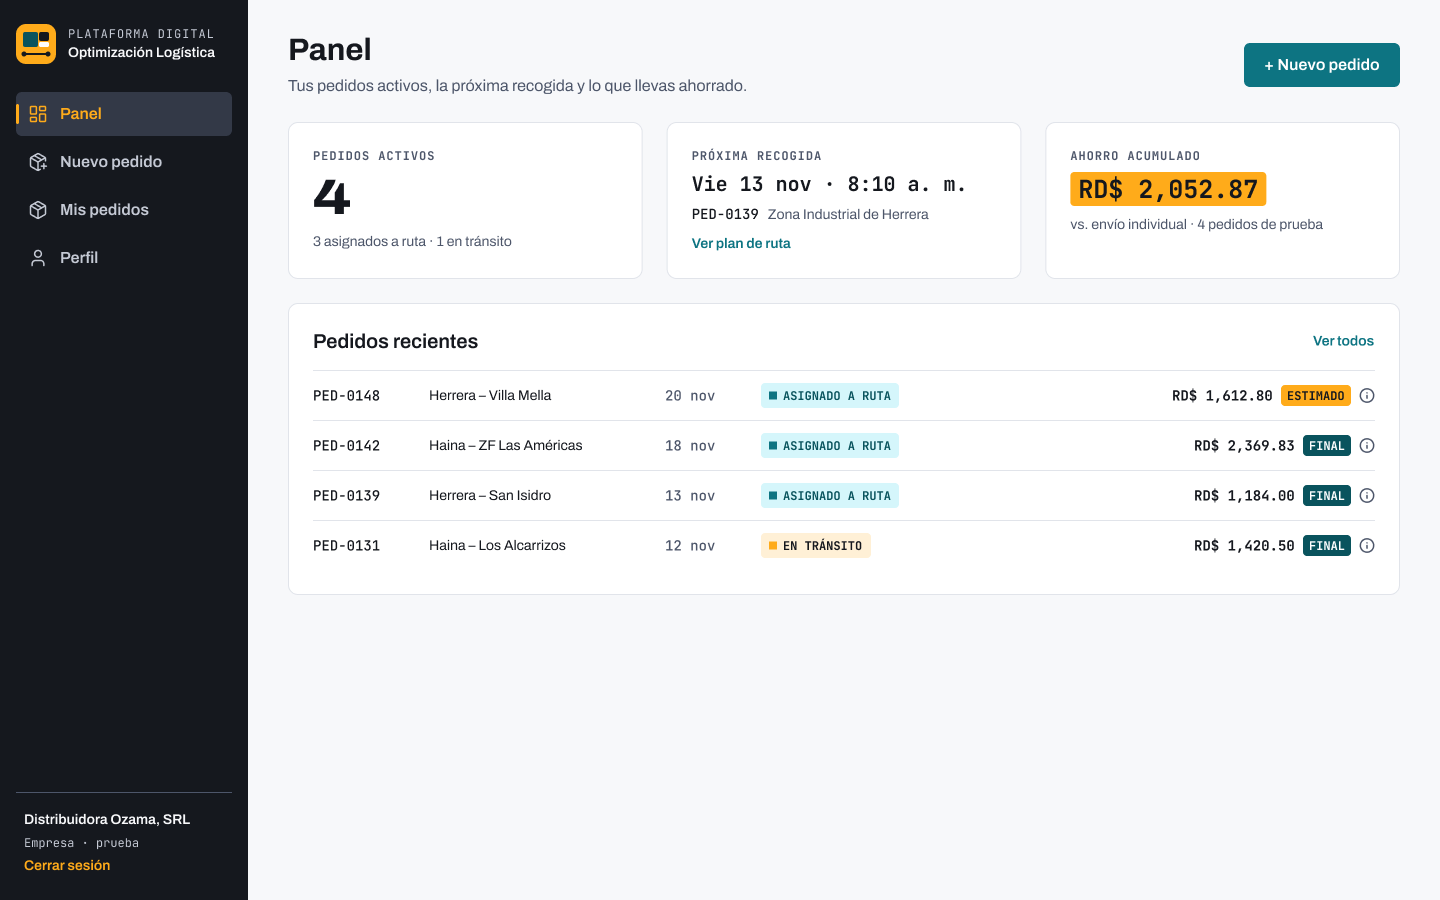 PLATAFORMA DIGITAL
Optimización Logística
Panel
Nuevo pedido
Mis pedidos
Perfil
Distribuidora Ozama, SRL
Empresa · prueba
Cerrar sesión
Panel
Tus pedidos activos, la próxima recogida y lo que llevas ahorrado.
+ Nuevo pedido
PEDIDOS ACTIVOS
4
3 asignados a ruta · 1 en tránsito
PRÓXIMA RECOGIDA
Vie 13 nov · 8:10 a. m.
PED-0139 Zona Industrial de Herrera
Ver plan de ruta
AHORRO ACUMULADO
RD$ 2,052.87
vs. envío individual · 4 pedidos de prueba
Pedidos recientes
Ver todos
PED-0148 Herrera – Villa Mella 20 nov ASIGNADO A RUTA RD$ 1,612.80 ESTIMADO
PED-0142 Haina – ZF Las Américas 18 nov ASIGNADO A RUTA RD$ 2,369.83 FINAL
PED-0139 Herrera – San Isidro 13 nov ASIGNADO A RUTA RD$ 1,184.00 FINAL
PED-0131 Haina – Los Alcarrizos 12 nov EN TRÁNSITO RD$ 1,420.50 FINAL